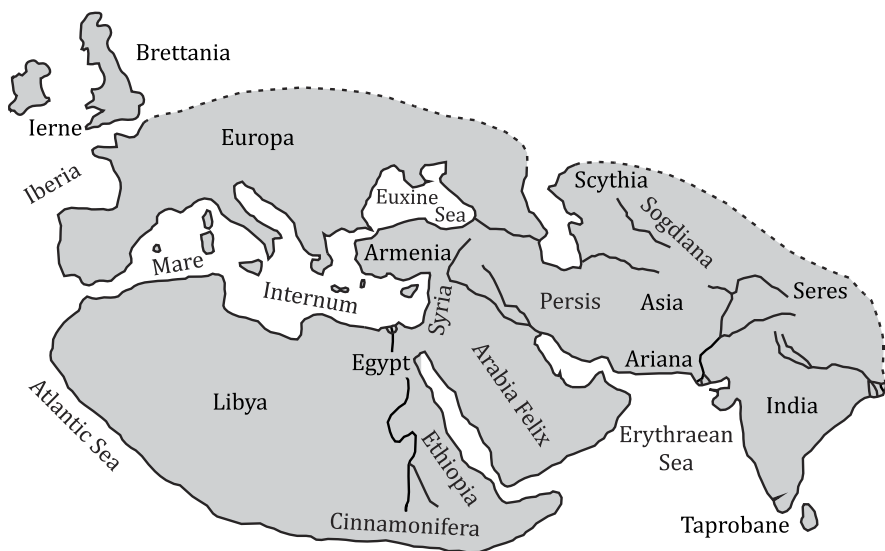 Brettania
Ierne
Europa
Iberia
Scythia
Euxine
Sea
Sogdiana
Armenia
Mare
Internum
Syria
Persis
Asia
Seres
Egypt
Arabia Felix
Ariana
Libya
India
Atlantic Sea
Ethiopia
Erythraean
Sea
Cinnamonifera
Taprobane